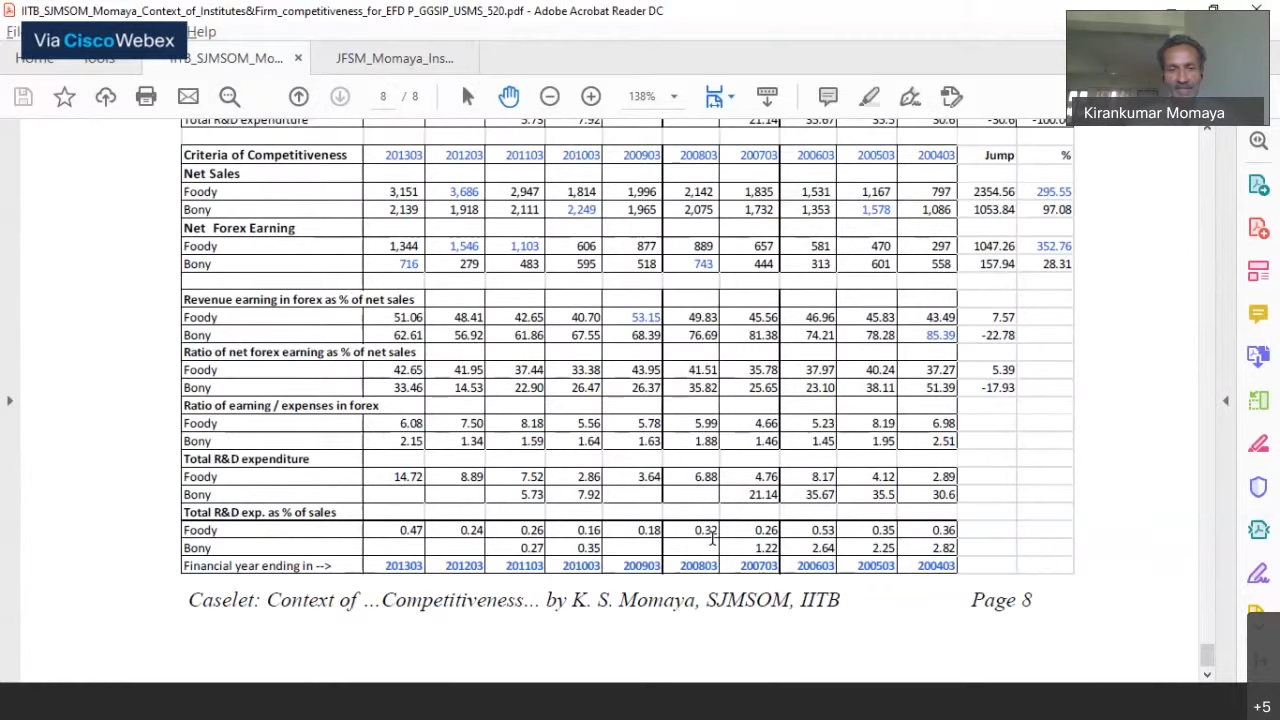 IITB_SJMSOM_Momaya_Context_of_Institutes&Firm_competitiveness_for_EFD P_GGSIP_USMS_520.pdf - Adobe Acrobat Reader DC
Help
Via CiscoWebex
Home Tools IITB_SJMSOM_Mo... × JFSM_Momaya_Ins...
8 / 8 138%
Kirankumar Momaya
Total R&D expenditure 5.73 7.92 21.14 35.67 35.5 30.6 -30.6
Criteria of Competitiveness 201303 201203 201103 201003 200903 200803 200703 200603 200503 200403 Jump %
Net Sales
Foody 3,151 3,686 2,947 1,814 1,996 2,142 1,835 1,531 1,167 797 2354.56 295.55
Bony 2,139 1,918 2,111 2,249 1,965 2,075 1,732 1,353 1,578 1,086 1053.84 97.08
Net Forex Earning
Foody 1,344 1,546 1,103 606 877 889 657 581 470 297 1047.26 352.76
Bony 716 279 483 595 518 743 444 313 601 558 157.94 28.31
Revenue earning in forex as % of net sales
Foody 51.06 48.41 42.65 40.70 53.15 49.83 45.56 46.96 45.83 43.49 7.57
Bony 62.61 56.92 61.86 67.55 68.39 76.69 81.38 74.21 78.28 85.39 -22.78
Ratio of net forex earning as % of net sales
Foody 42.65 41.95 37.44 33.38 43.95 41.51 35.78 37.97 40.24 37.27 5.39
Bony 33.46 14.53 22.90 26.47 26.37 35.82 25.65 23.10 38.11 51.39 -17.93
Ratio of earning / expenses in forex
Foody 6.08 7.50 8.18 5.56 5.78 5.99 4.66 5.23 8.19 6.98
Bony 2.15 1.34 1.59 1.64 1.63 1.88 1.46 1.45 1.95 2.51
Total R&D expenditure
Foody 14.72 8.89 7.52 2.86 3.64 6.88 4.76 8.17 4.12 2.89
Bony 5.73 7.92 21.14 35.67 35.5 30.6
Total R&D exp. as % of sales
Foody 0.47 0.24 0.26 0.16 0.18 0.32 0.26 0.53 0.35 0.36
Bony 0.27 0.35 1.22 2.64 2.25 2.82
Financial year ending in --> 201303 201203 201103 201003 200903 200803 200703 200603 200503 200403
Caselet: Context of ...Competitiveness... by K. S. Momaya, SJMSOM, IITB Page 8
+5